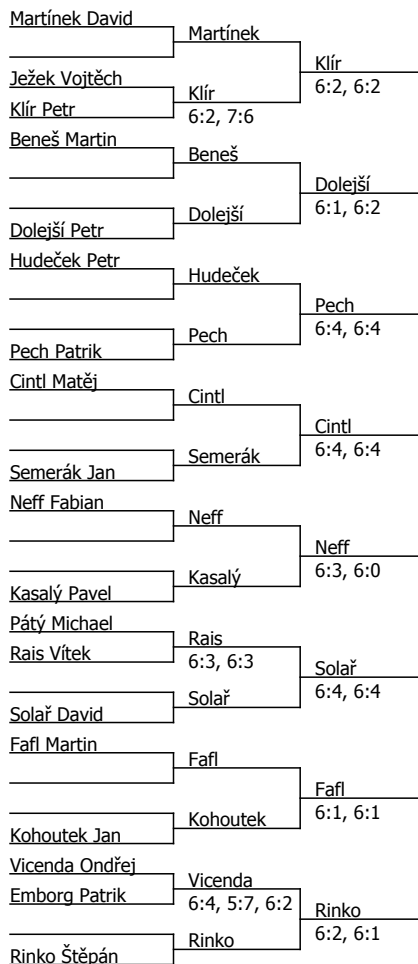 Martínek David
Martínek
Klír
6:2, 6:2
Ježek Vojtěch
Klír
Klír Petr
6:2, 7:6
Beneš Martin
Beneš
Dolejší
6:1, 6:2
Dolejší
Dolejší Petr
Hudeček Petr
Hudeček
Pech
6:4, 6:4
Pech
Pech Patrik
Cintl Matěj
Cintl
Cintl
6:4, 6:4
Semerák
Semerák Jan
Neff Fabian
Neff
Neff
6:3, 6:0
Kasalý
Kasalý Pavel
Pátý Michael
Rais
Rais Vítek
6:3, 6:3
Solař
6:4, 6:4
Solař
Solař David
Fafl Martin
Fafl
Fafl
6:1, 6:1
Kohoutek
Kohoutek Jan
Vicenda Ondřej
Vicenda
Emborg Patrik
6:4, 5:7, 6:2
Rinko
6:2, 6:1
Rinko
Rinko Štěpán